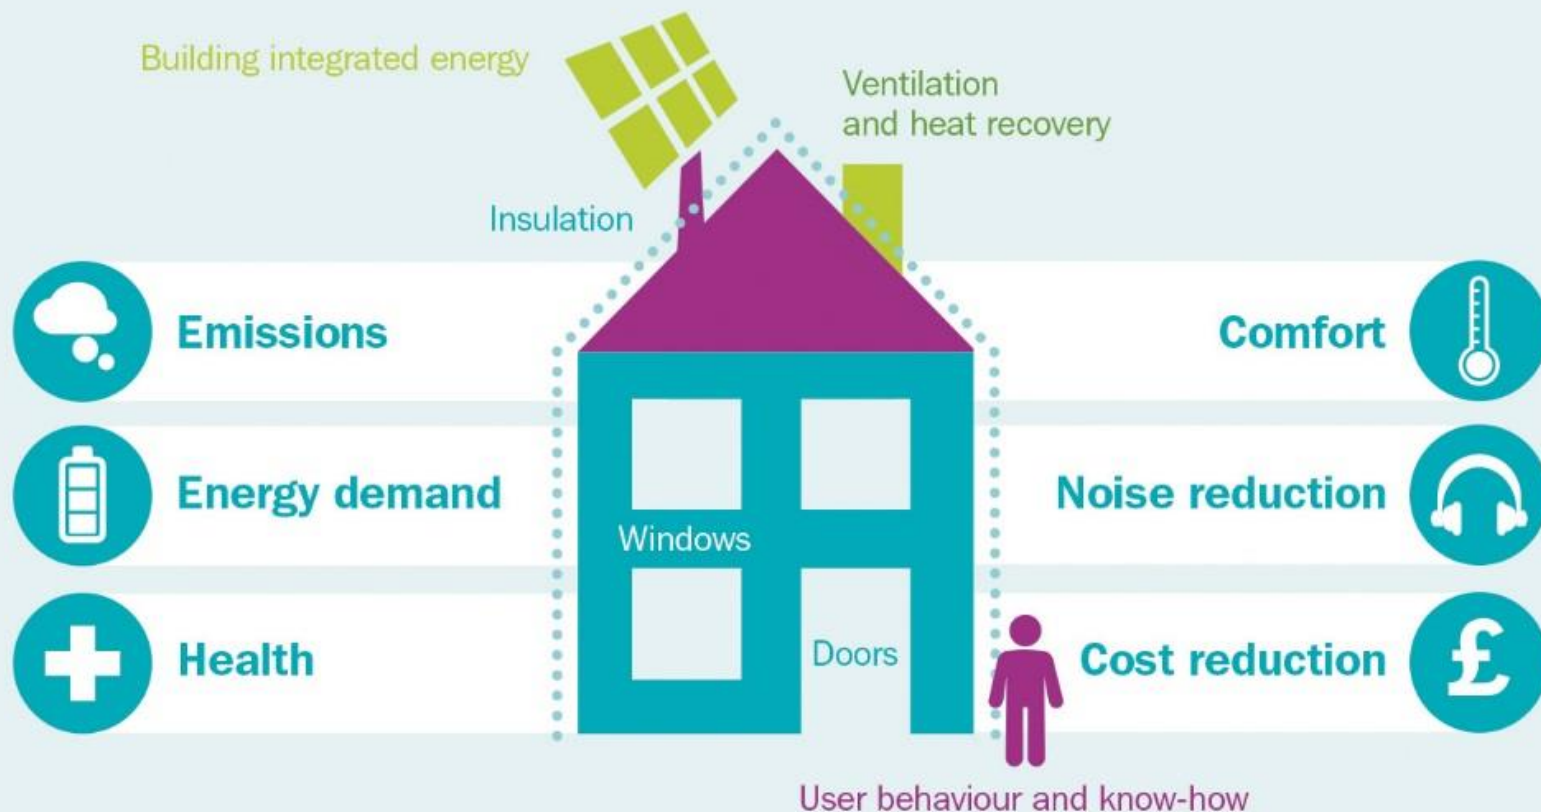 Building integrated energy
Ventilation
and heat recovery
Insulation
Emissions
Comfort
Energy demand
Noise reduction
Windows
Health
Doors
Cost reduction
£
User behaviour and know-how